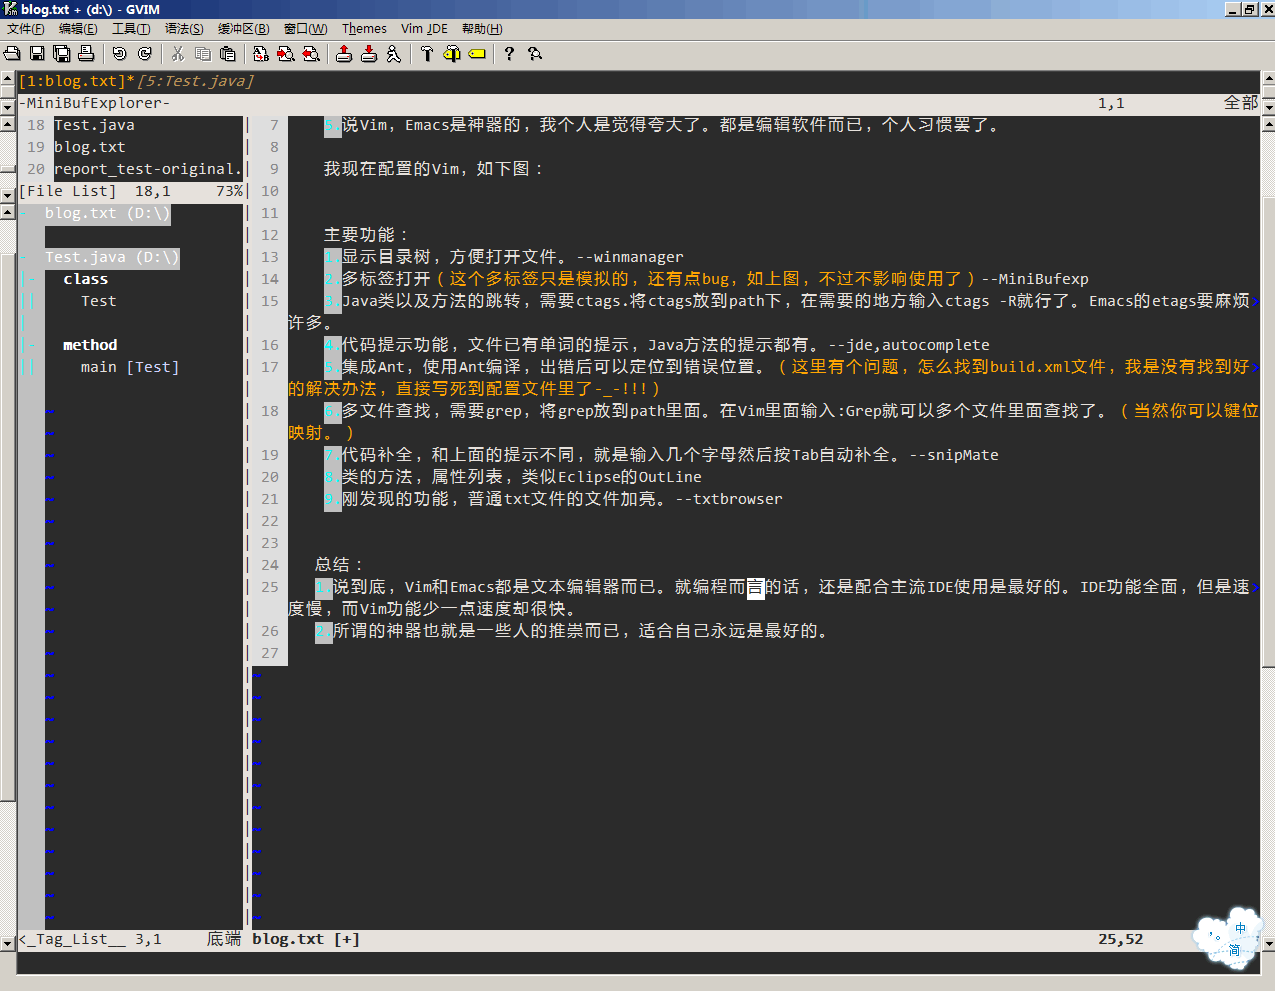 blog.txt + (d:\) - GVIM
文件(F) 编辑(E) 工具(T) 语法(S) 缓冲区(B) 窗口(W) Themes Vim JDE 帮助(H)
[1:blog.txt]*[5:Test.java]
-MiniBufExplorer- 1,1 全部
18 Test.java
19 blog.txt
20 report_test-original.
[File List] 18,1 73%
blog.txt (D:\)
Test.java (D:\)
class
Test
method
main [Test]
7 5.说Vim，Emacs是神器的，我个人是觉得夸大了。都是编辑软件而已，个人习惯罢了。
8
9 我现在配置的Vim，如下图：
10
11
12 主要功能：
13 1.显示目录树，方便打开文件。--winmanager
14 2.多标签打开（这个多标签只是模拟的，还有点bug，如上图，不过不影响使用了）--MiniBufexp
15 3.Java类以及方法的跳转，需要ctags.将ctags放到path下，在需要的地方输入ctags -R就行了。Emacs的etags要麻烦>
许多。
16 4.代码提示功能，文件已有单词的提示，Java方法的提示都有。--jde,autocomplete
17 5.集成Ant，使用Ant编译，出错后可以定位到错误位置。（这里有个问题，怎么找到build.xml文件，我是没有找到好>
的解决办法，直接写死到配置文件里了-_-!!!）
18 6.多文件查找，需要grep，将grep放到path里面。在Vim里面输入:Grep就可以多个文件里面查找了。（当然你可以键位
映射。）
19 7.代码补全，和上面的提示不同，就是输入几个字母然后按Tab自动补全。--snipMate
20 8.类的方法，属性列表，类似Eclipse的OutLine
21 9.刚发现的功能，普通txt文件的文件加亮。--txtbrowser
22
23
24 总结：
25 1.说到底，Vim和Emacs都是文本编辑器而已。就编程而言的话，还是配合主流IDE使用是最好的。IDE功能全面，但是速>
度慢，而Vim功能少一点速度却很快。
26 2.所谓的神器也就是一些人的推崇而已，适合自己永远是最好的。
27
<_Tag_List__ 3,1 底端 blog.txt [+] 25,52
中
简